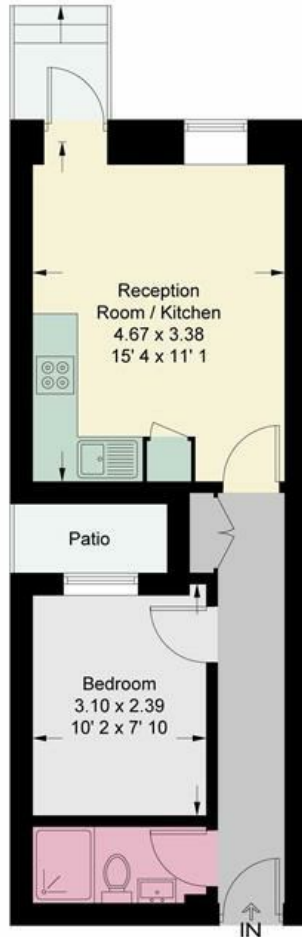 Reception
Room / Kitchen
4.67 x 3.38
15' 4 x 11' 1
Patio
Bedroom
3.10 x 2.39
10' 2 x 7' 10
IN